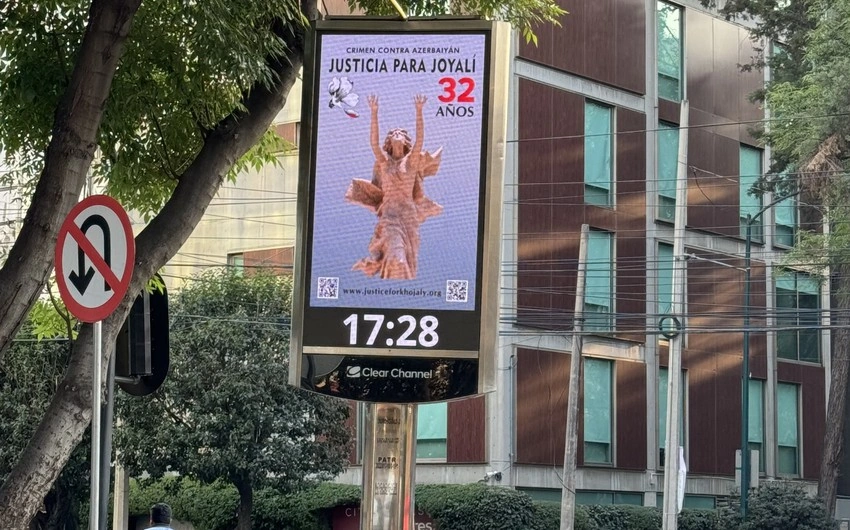 CRIMEN CONTRA AZERBAIYÁN
JUSTICIA PARA JOYALÍ
32
AÑOS
www.justiceforkhojaly.org
17:28
Clear Channel